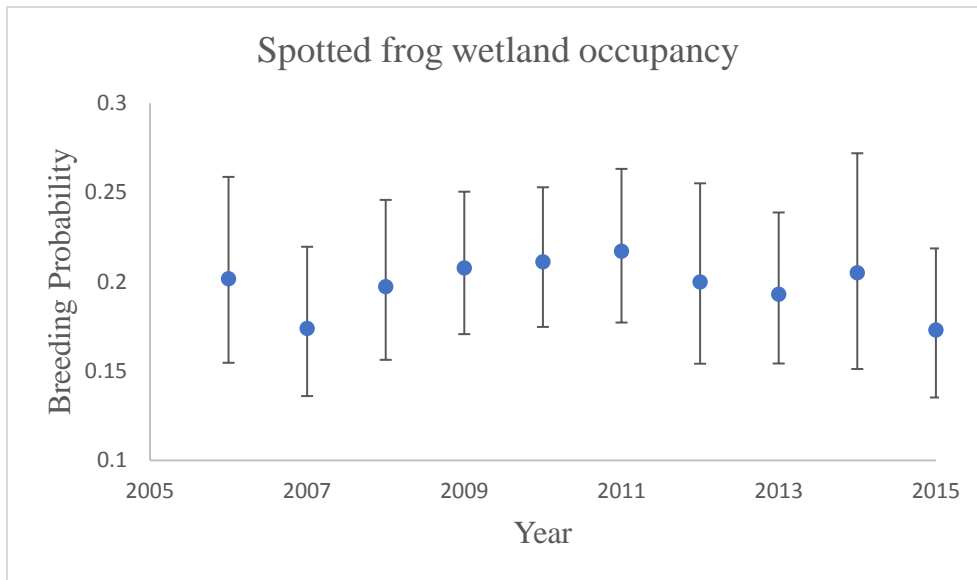 Spotted frog wetland occupancy
Breeding Probability
0.3
0.25
0.2
0.15
0.1
2005 2007 2009 2011 2013 2015
Year